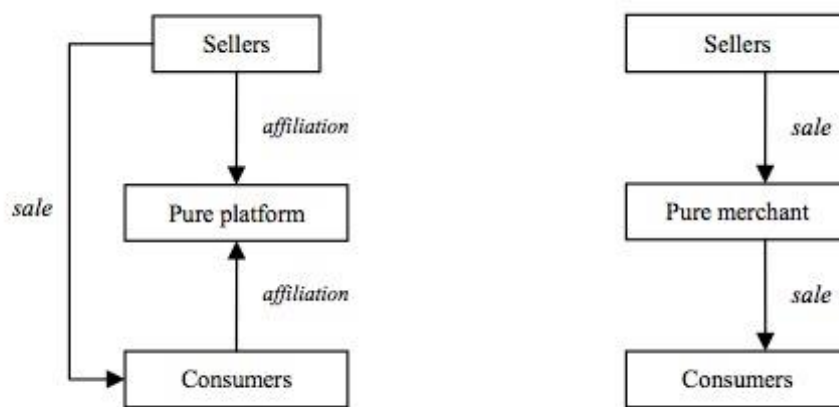 Sellers
affiliation
sale
Pure platform
affiliation
Consumers
Sellers
sale
Pure merchant
sale
Consumers